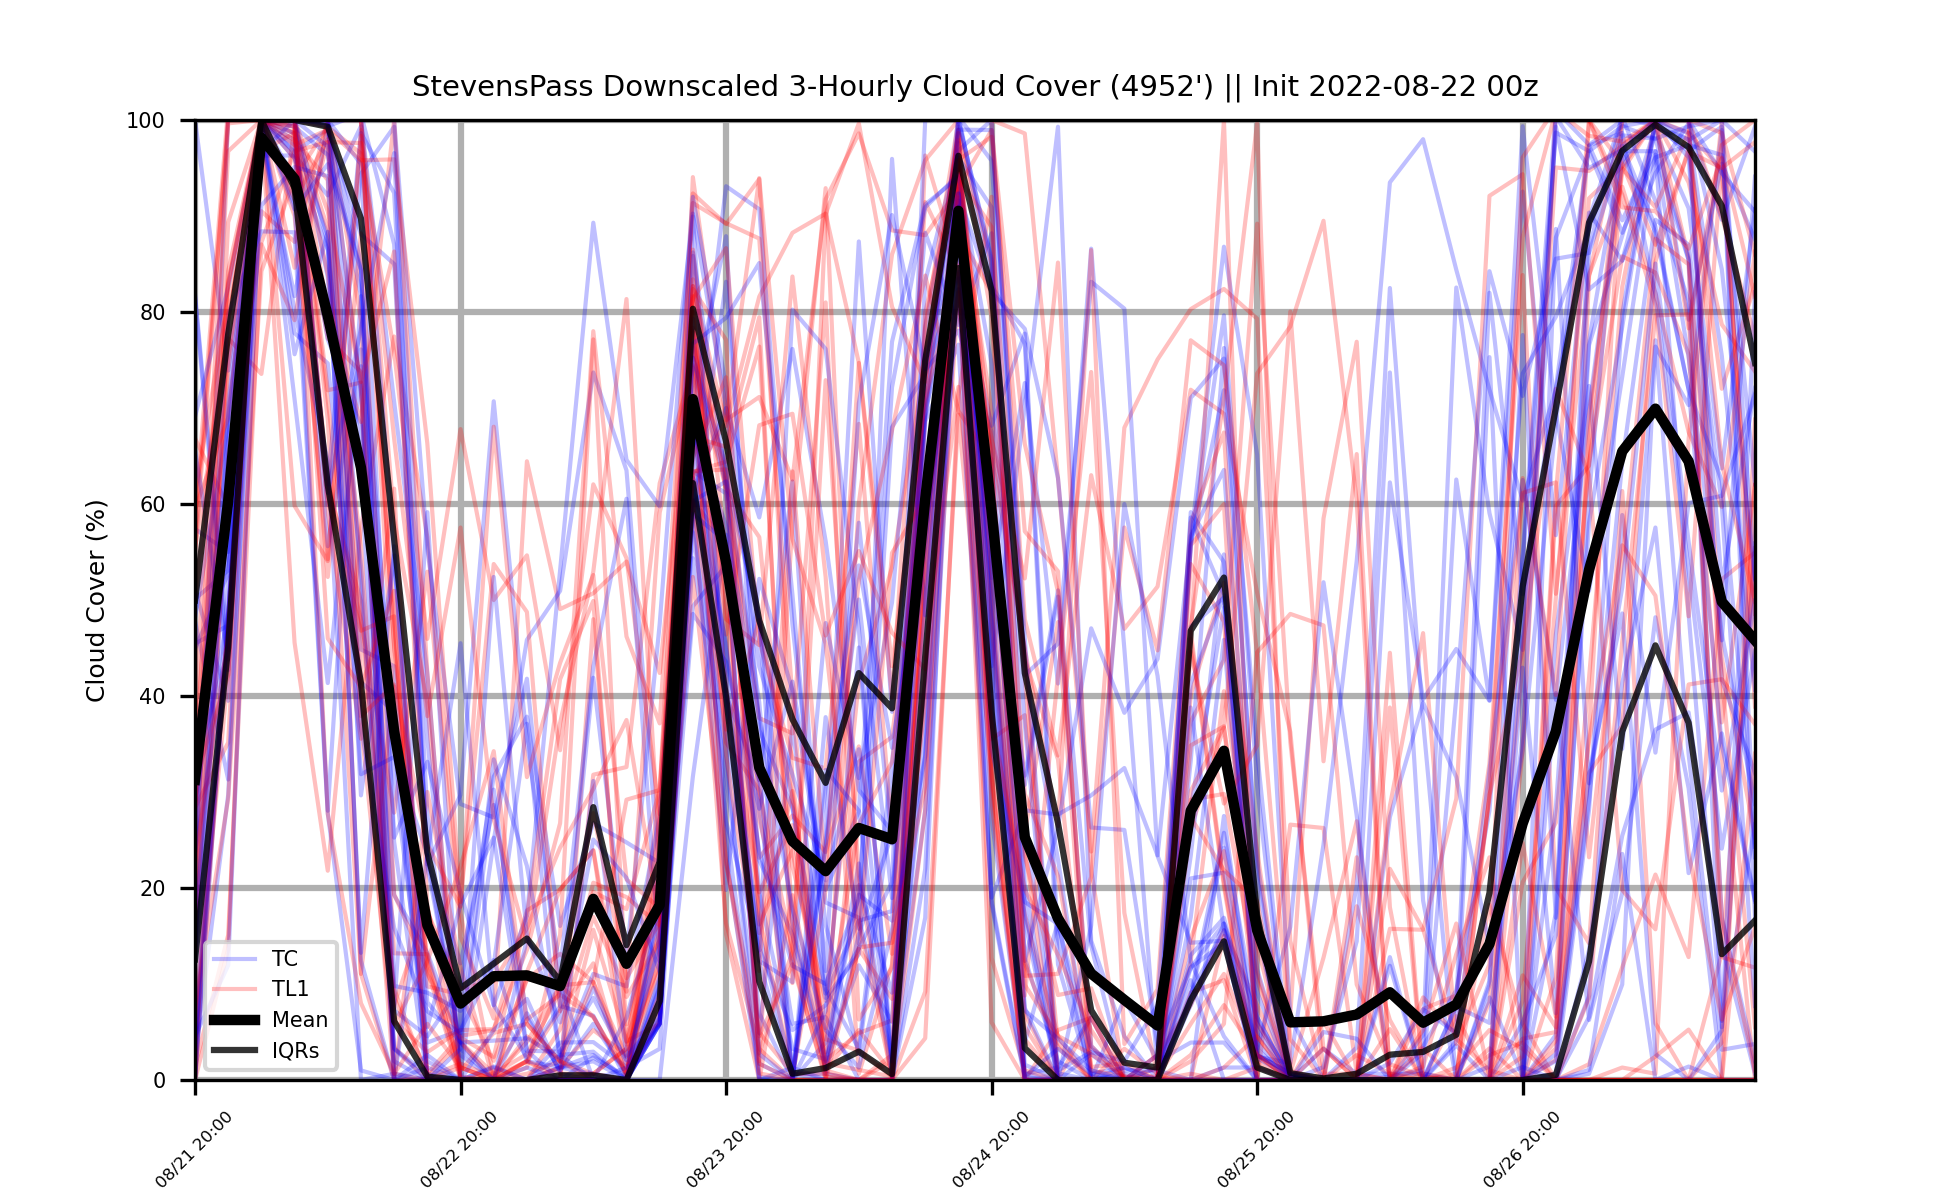 StevensPass Downscaled 3-Hourly Cloud Cover (4952') || Init 2022-08-22 00z
Cloud Cover (%)
100
80
60
40
20
0
TC
TL1
Mean
IQRs
08/21 20:00
08/22 20:00
08/23 20:00
08/24 20:00
08/25 20:00
08/26 20:00